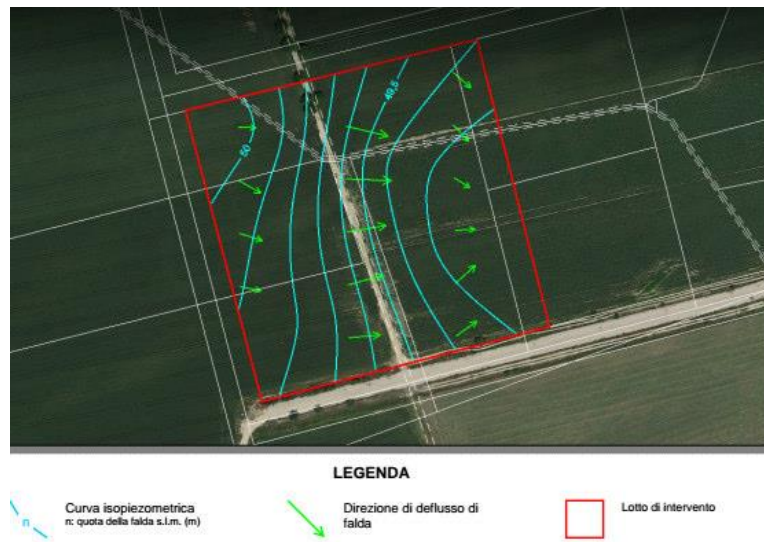 50
49,5
LEGENDA
n
Curva isopiezometrica
n: quota della falda s.l.m. (m)
Direzione di deflusso di
falda
Lotto di intervento